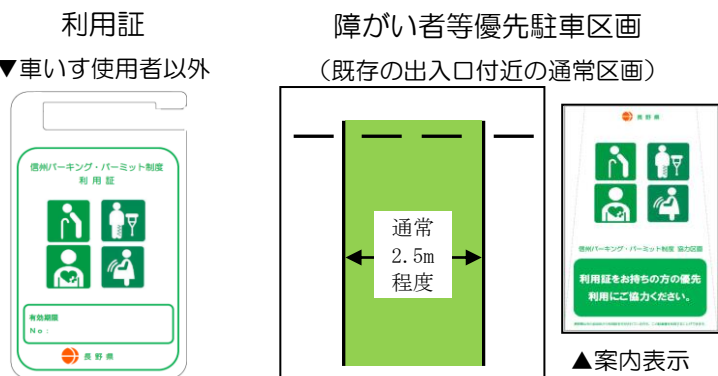 利用証
▼車いす使用者以外
信州パーキング・パーミット制度
利用証
有効期限
No:
長野県
障がい者等優先駐車区画
（既存の出入口付近の通常区画）
通常
2.5m
程度
長野県
信州パーキング・パーミット制度 協力区画
利用証をお持ちの方の優先
利用にご協力ください。
▲案内表示